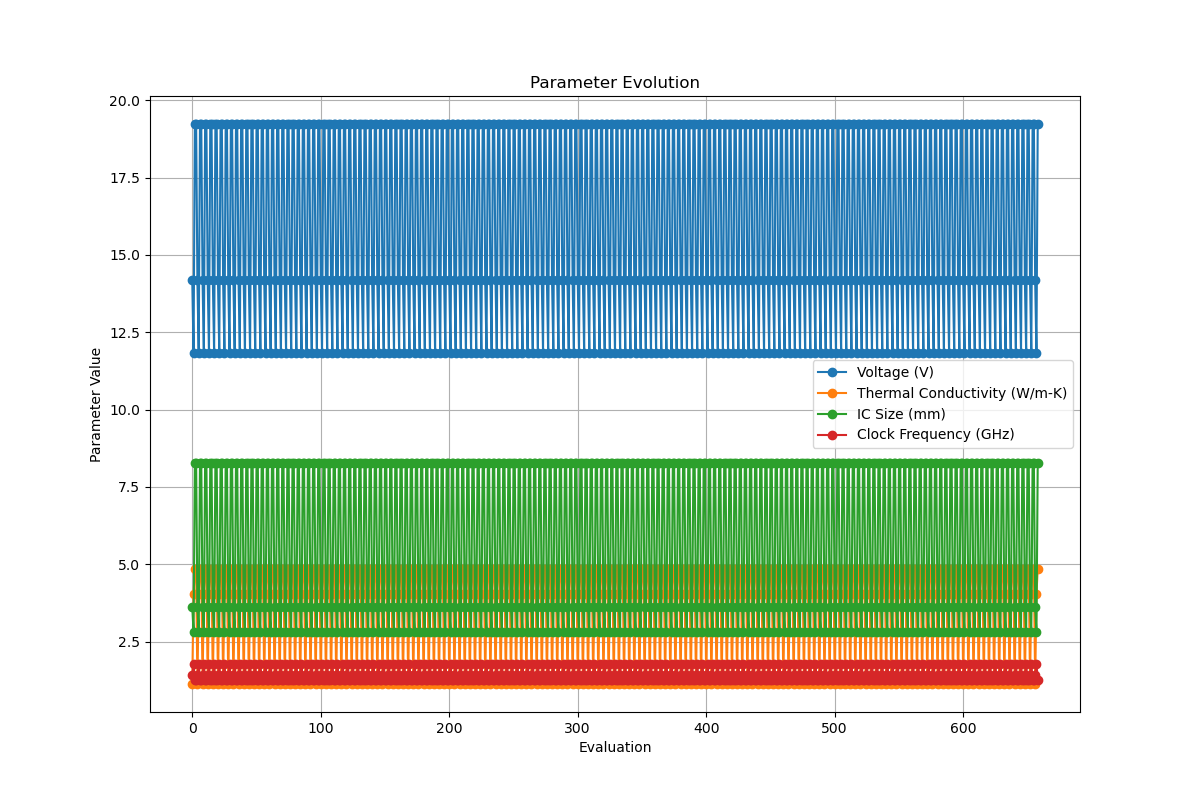 Parameter Evolution
20.0
17.5
15.0
12.5
10.0
7.5
5.0
2.5
Parameter Value
Voltage (V)
Thermal Conductivity (W/m-K)
IC Size (mm)
Clock Frequency (GHz)
0 100 200 300 400 500 600
Evaluation